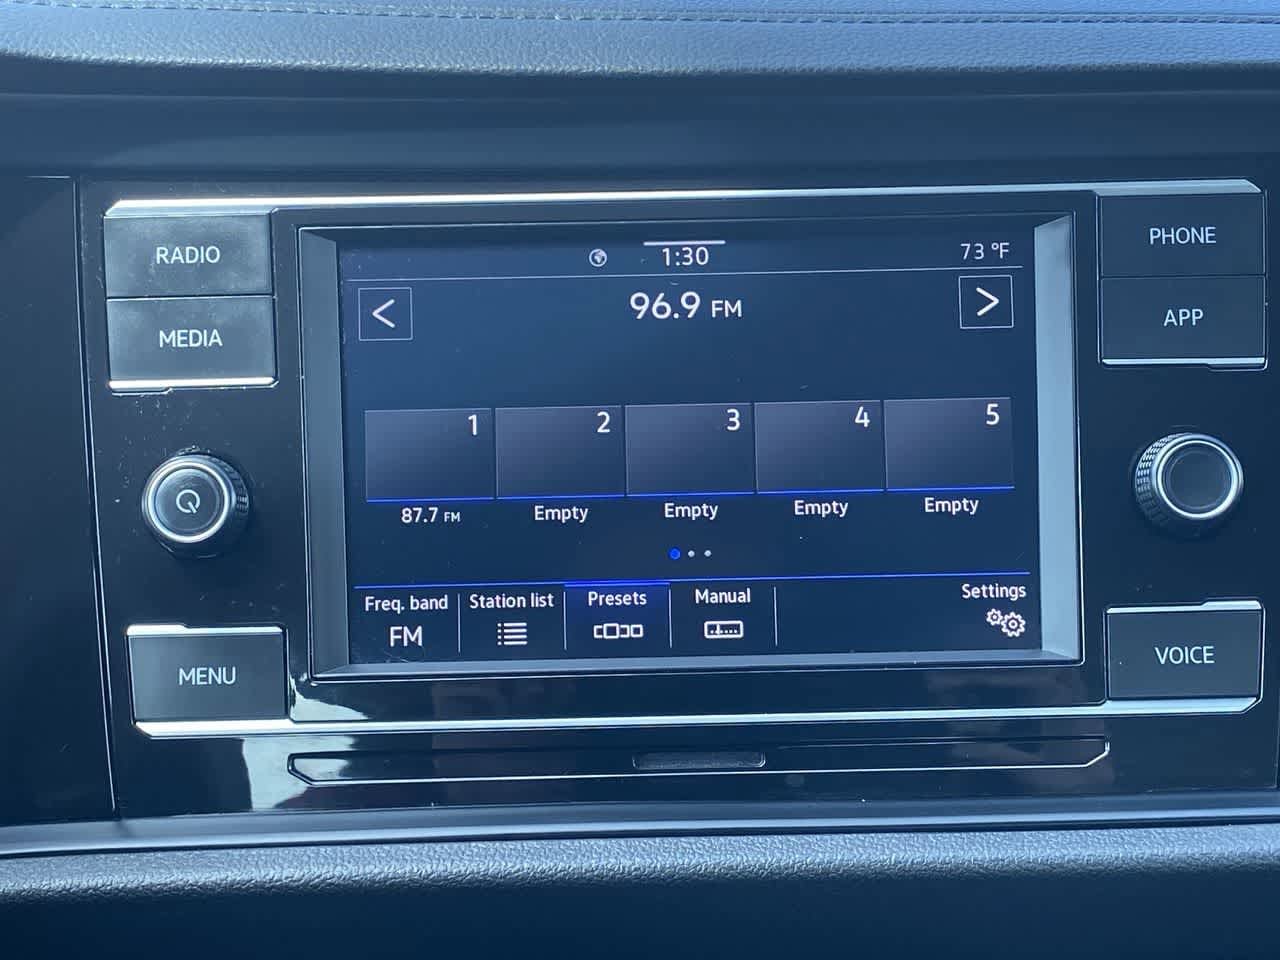 RADIO
MEDIA
MENU
1:30
73 °F
<
96.9 FM
>
1 2 3 4 5
87.7 FM Empty Empty Empty Empty
Freq. band Station list Presets Manual Settings
FM
PHONE
APP
VOICE